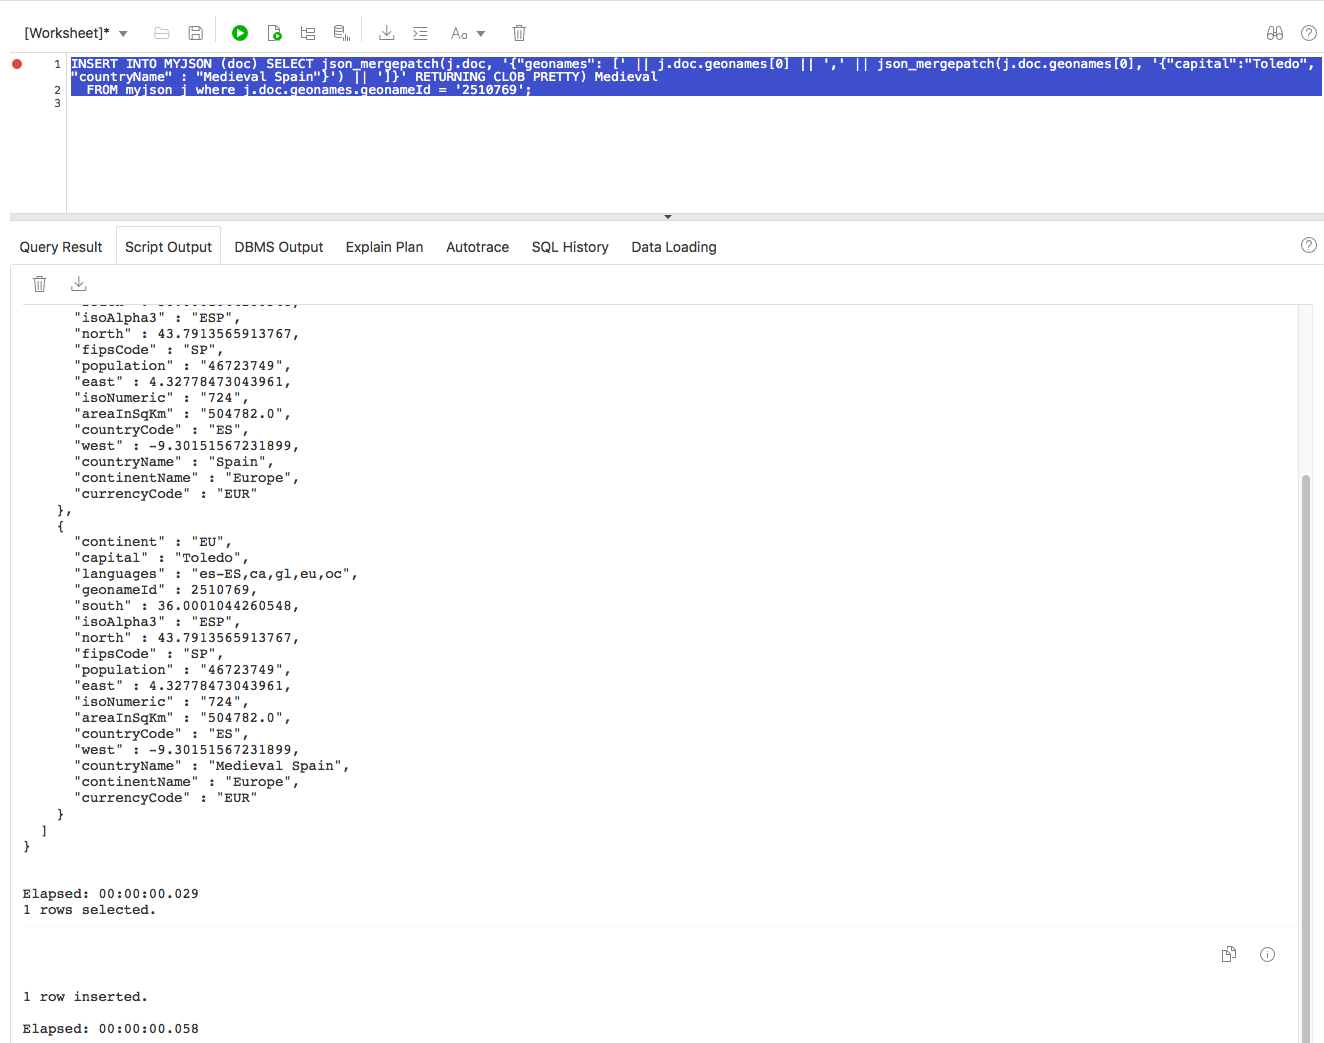 [Worksheet]*
Aa
1 INSERT INTO MYJSON (doc) SELECT json_mergepatch(j.doc, '{"geonames": [' || j.doc.geonames[0] || ',' || json_mergepatch(j.doc.geonames[0], '{"capital":"Toledo",
"countryName" : "Medieval Spain"}') || ']}' RETURNING CLOB PRETTY) Medieval
2 FROM myjson j where j.doc.geonames.geonameId = '2510769';
3
Query Result Script Output DBMS Output Explain Plan Autotrace SQL History Data Loading
"isoAlpha3" : "ESP",
"north" : 43.7913565913767,
"fipsCode" : "SP",
"population" : "46723749",
"east" : 4.32778473043961,
"isoNumeric" : "724",
"areaInSqKm" : "504782.0",
"countryCode" : "ES",
"west" : -9.30151567231899,
"countryName" : "Spain",
"continentName" : "Europe",
"currencyCode" : "EUR"
},
{
"continent" : "EU",
"capital" : "Toledo",
"languages" : "es-ES,ca,gl,eu,oc",
"geonameId" : 2510769,
"south" : 36.0001044260548,
"isoAlpha3" : "ESP",
"north" : 43.7913565913767,
"fipsCode" : "SP",
"population" : "46723749",
"east" : 4.32778473043961,
"isoNumeric" : "724",
"areaInSqKm" : "504782.0",
"countryCode" : "ES",
"west" : -9.30151567231899,
"countryName" : "Medieval Spain",
"continentName" : "Europe",
"currencyCode" : "EUR"
}
]
}
Elapsed: 00:00:00.029
1 rows selected.
1 row inserted.
Elapsed: 00:00:00.058